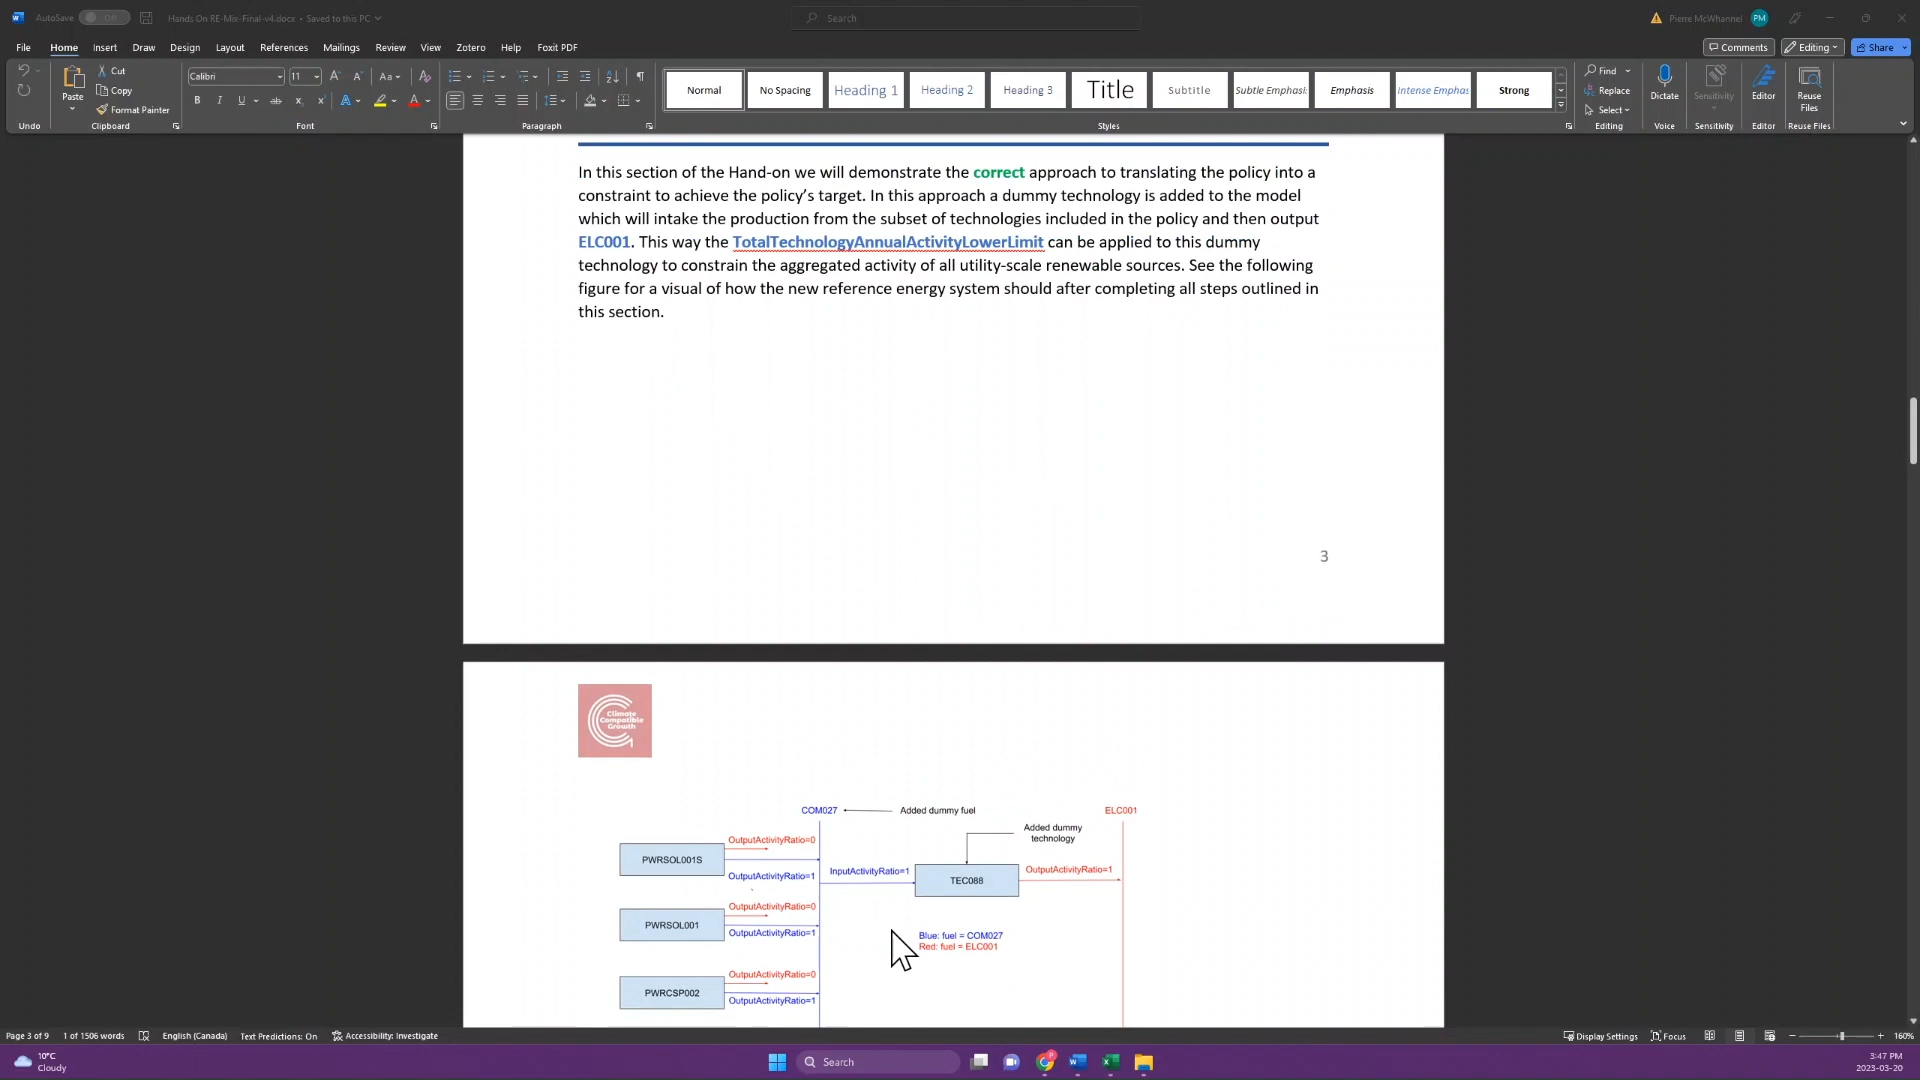 AutoSave Off Hands On RE-Mix-Final-v4.docx • Saved to this PC Search Pierre McWhannel PM
File Home Insert Draw Design Layout References Mailings Review View Zotero Help Foxit PDF Comments Editing Share
Paste Cut Copy Format Painter
Calibri 11
Normal No Spacing Heading 1 Heading 2 Heading 3 Title Subtitle Subtle Emphasis Emphasis Intense Emphas Strong
Find Replace Select Dictate Sensitivity Editor Reuse Files
Undo Clipboard Font Paragraph Styles Editing Voice Sensitivity Editor Reuse Files
In this section of the Hand-on we will demonstrate the correct approach to translating the policy into a
constraint to achieve the policy's target. In this approach a dummy technology is added to the model
which will intake the production from the subset of technologies included in the policy and then output
ELC001. This way the TotalTechnologyAnnualActivityLowerLimit can be applied to this dummy
technology to constrain the aggregated activity of all utility-scale renewable sources. See the following
figure for a visual of how the new reference energy system should after completing all steps outlined in
this section.
3
Climate
Compatible
Growth
COM027 Added dummy fuel ELC001
Added dummy
technology
OutputActivityRatio=0
PWRSOL001S
OutputActivityRatio=1
InputActivityRatio=1
TEC088
OutputActivityRatio=1
OutputActivityRatio=0
PWRSOL001
OutputActivityRatio=1
Blue: fuel = COM027
Red: fuel = ELC001
OutputActivityRatio=0
PWRCSP002
OutputActivityRatio=1
Page 3 of 9 1 of 1506 words English (Canada) Text Predictions: On Accessibility: Investigate Display Settings Focus 160%
10°C
Cloudy
Search
3:47 PM
2023-03-20